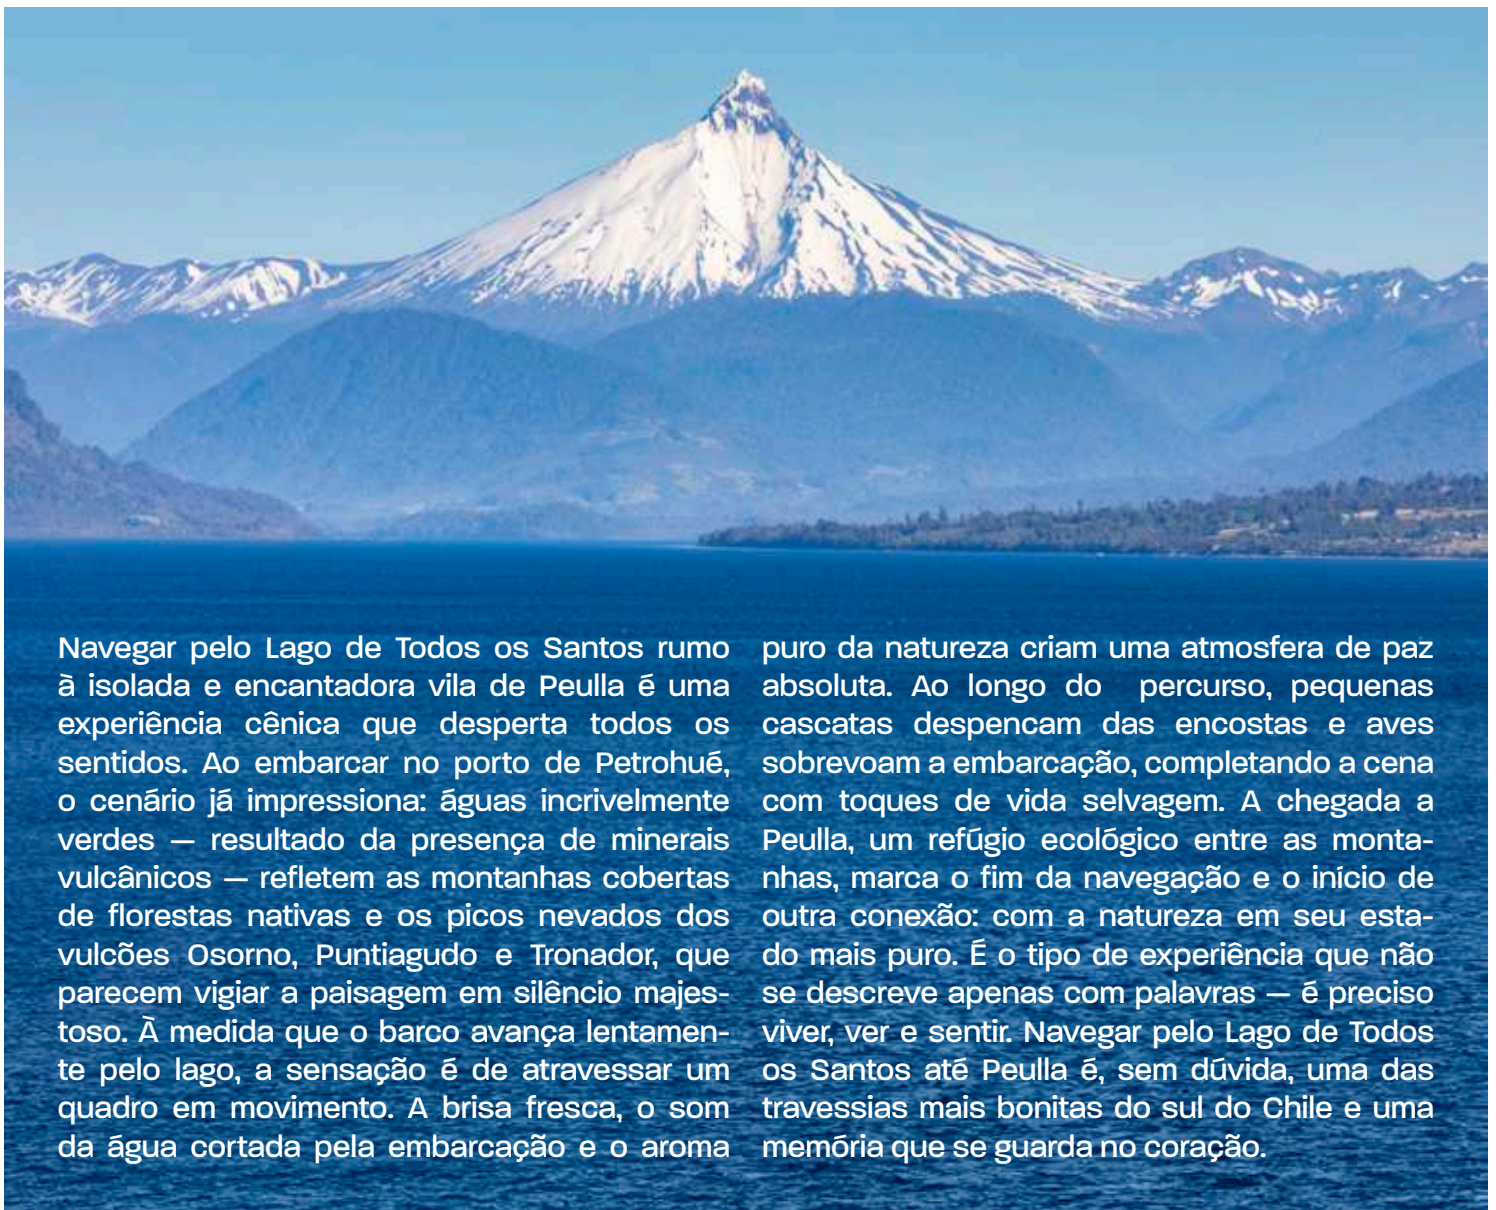 Navegar pelo Lago de Todos os Santos rumo
à isolada e encantadora vila de Peulla é uma
experiência cênica que desperta todos os
sentidos. Ao embarcar no porto de Petrohué,
o cenário já impressiona: águas incrivelmente
verdes — resultado da presença de minerais
vulcânicos — refletem as montanhas cobertas
de florestas nativas e os picos nevados dos
vulcões Osorno, Puntiagudo e Tronador, que
parecem vigiar a paisagem em silêncio majes-
toso. À medida que o barco avança lentamen-
te pelo lago, a sensação é de atravessar um
quadro em movimento. A brisa fresca, o som
da água cortada pela embarcação e o aroma
puro da natureza criam uma atmosfera de paz
absoluta. Ao longo do percurso, pequenas
cascatas despencam das encostas e aves
sobrevoam a embarcação, completando a cena
com toques de vida selvagem. A chegada a
Peulla, um refúgio ecológico entre as monta-
nhas, marca o fim da navegação e o início de
outra conexão: com a natureza em seu esta-
do mais puro. É o tipo de experiência que não
se descreve apenas com palavras — é preciso
viver, ver e sentir. Navegar pelo Lago de Todos
os Santos até Peulla é, sem dúvida, uma das
travessias mais bonitas do sul do Chile e uma
memória que se guarda no coração.